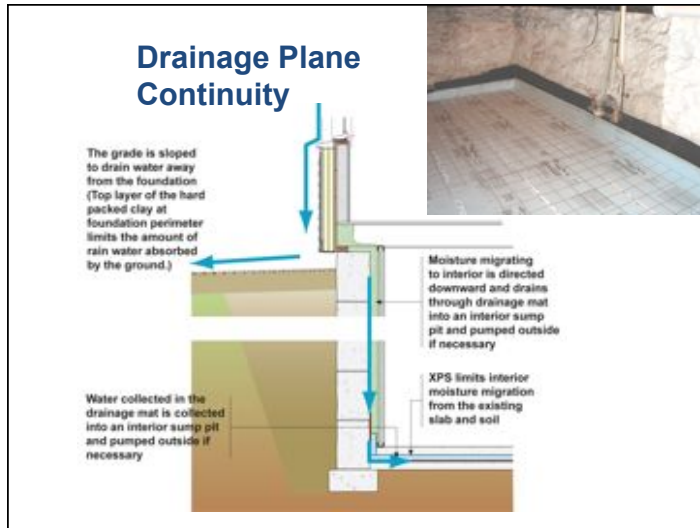 Drainage Plane
Continuity
The grade is sloped
to drain water away
from the foundation
(Top layer of the hard
packed clay at
foundation perimeter
limits the amount of
rain water absorbed
by the ground.)
Moisture migrating
to interior is directed
downward and drains
through drainage mat
into an interior sump
pit and pumped outside
if necessary
Water collected in the
drainage mat is collected
into an interior sump pit
and pumped outside if
necessary
XPS limits interior
moisture migration
from the existing
slab and soil